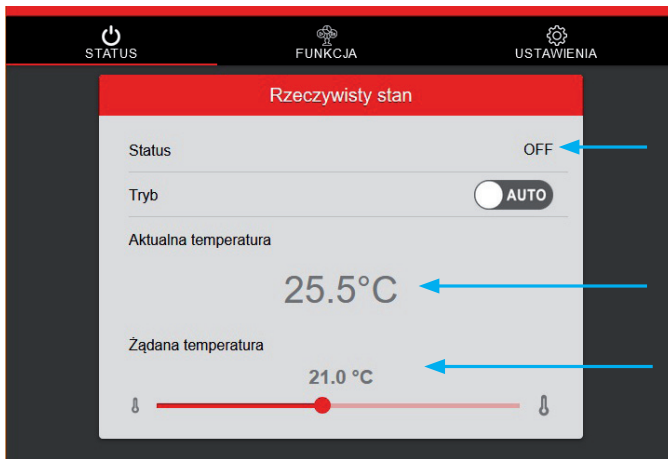 STATUS
FUNKCJA
USTAWIENIA
Rzeczywisty stan
Status OFF
Tryb AUTO
Aktualna temperatura
25.5°C
Żądana temperatura
21.0 °C